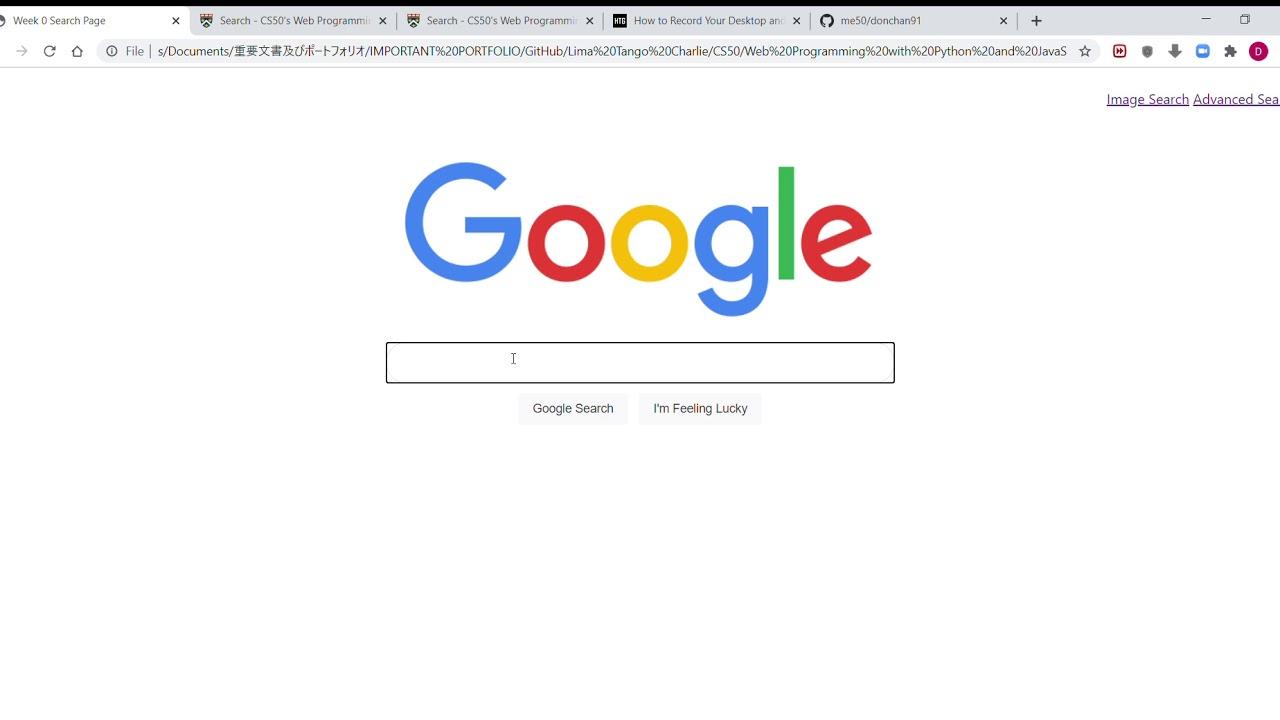 Week 0 Search Page
Search - CS50's Web Programmin
Search - CS50's Web Programmin
HTG
How to Record Your Desktop and
me50/donchan91
File
s/Documents/重要文書及びポートフォリオ/IMPORTANT%20PORTFOLIO/GitHub/Lima%20Tango%20Charlie/CS50/Web%20Programming%20with%20Python%20and%20JavaS
D
Image Search Advanced Sea
Google
Google Search
I'm Feeling Lucky